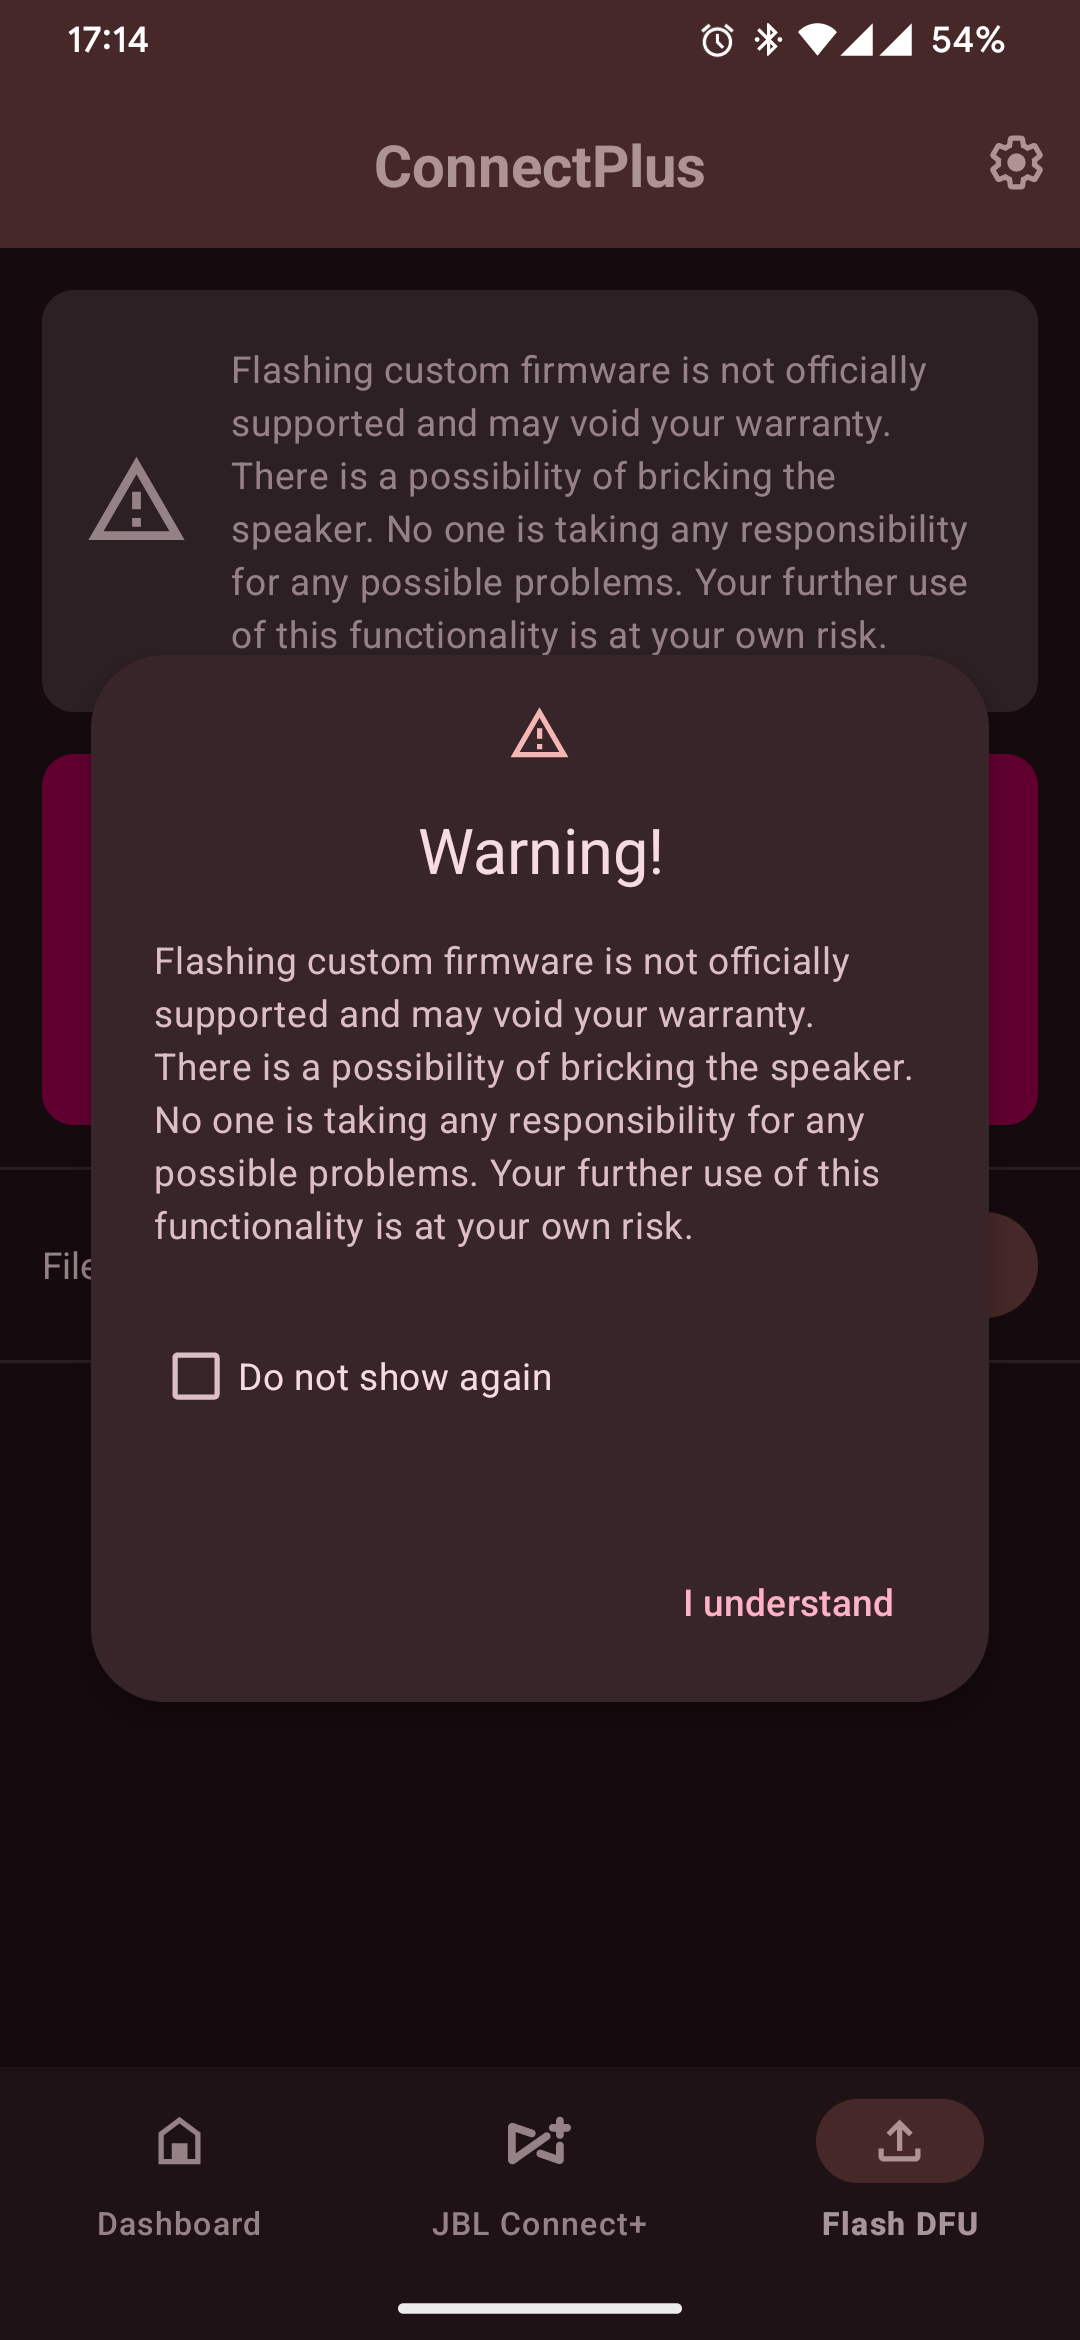 17:14
54%
ConnectPlus
Flashing custom firmware is not officially
supported and may void your warranty.
There is a possibility of bricking the
speaker. No one is taking any responsibility
for any possible problems. Your further use
of this functionality is at your own risk.
Warning!
Flashing custom firmware is not officially
supported and may void your warranty.
There is a possibility of bricking the speaker.
No one is taking any responsibility for any
possible problems. Your further use of this
functionality is at your own risk.
File
Do not show again
I understand
Dashboard
JBL Connect+
Flash DFU